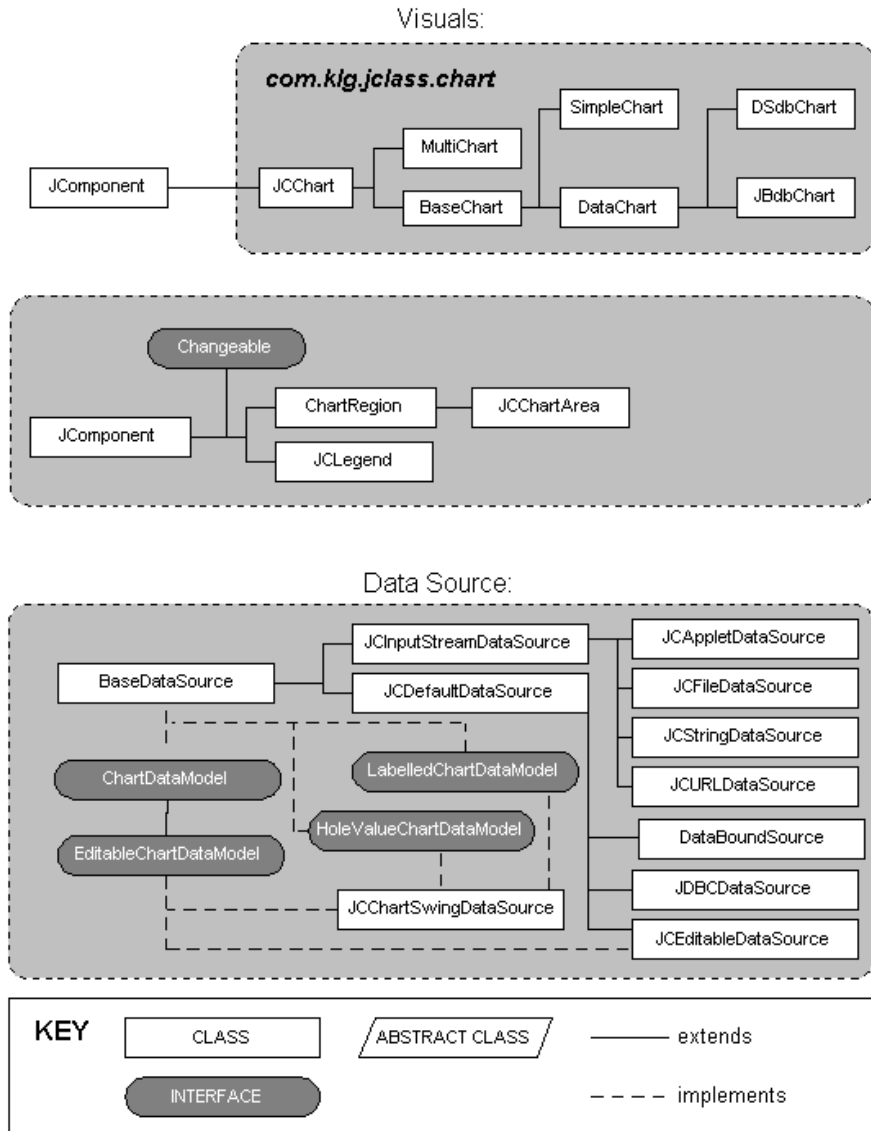 Visuals:
com.klg.jclass.chart
SimpleChart
DSdbChart
MultiChart
JComponent
JCChart
BaseChart
DataChart
JBdbChart
Changeable
ChartRegion
JCChartArea
JComponent
JCLegend
Data Source:
JCInputStreamDataSource
JCAppletDataSource
BaseDataSource
JCDefaultDataSource
JCFileDataSource
JCStringDataSource
ChartDataModel
LabelledChartDataModel
JCURLDataSource
HoleValueChartDataModel
DataBoundSource
EditableChartDataModel
JDBCDataSource
JCChartSwingDataSource
JCEditableDataSource
KEY
CLASS
ABSTRACT CLASS
extends
INTERFACE
implements